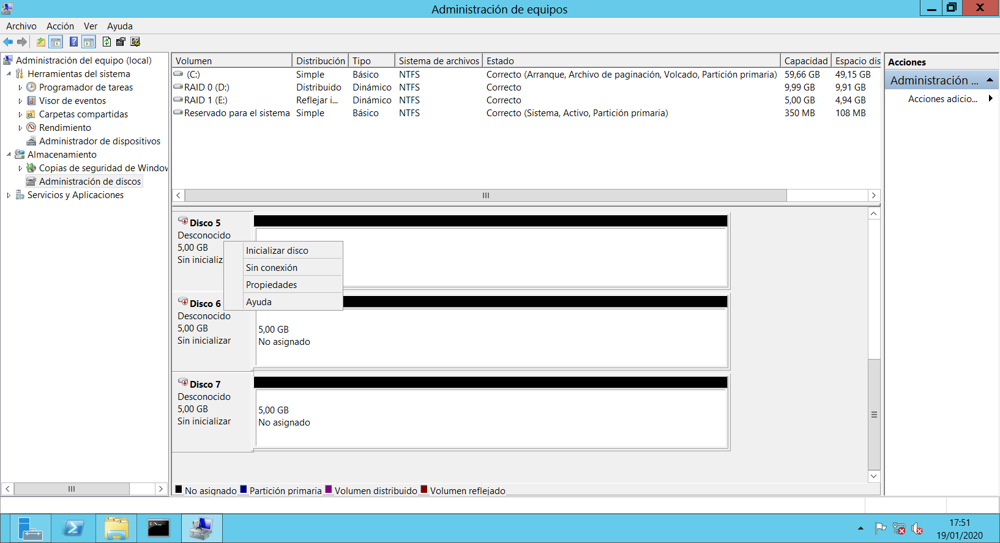 Administración de equipos
Archivo Acción Ver Ayuda
Administración del equipo (local)
Herramientas del sistema
Programador de tareas
Visor de eventos
Carpetas compartidas
Rendimiento
Administrador de dispositivos
Almacenamiento
Copias de seguridad de Window
Administración de discos
Servicios y Aplicaciones
Volumen Distribución Tipo Sistema de archivos Estado Capacidad Espacio dis
(C:) Simple Básico NTFS Correcto (Arranque, Archivo de paginación, Volcado, Partición primaria) 59,66 GB 49,15 GB
RAID 0 (D:) Distribuido Dinámico NTFS Correcto 9,99 GB 9,91 GB
RAID 1 (E:) Reflejar i... Dinámico NTFS Correcto 5,00 GB 4,94 GB
Reservado para el sistema Simple Básico NTFS Correcto (Sistema, Activo, Partición primaria) 350 MB 108 MB
Disco 5
Desconocido
5,00 GB
Sin inicializ
Inicializar disco
Sin conexión
Propiedades
Ayuda
Disco 6
Desconocido
5,00 GB
Sin inicializar
5,00 GB
No asignado
Disco 7
Desconocido
5,00 GB
Sin inicializar
5,00 GB
No asignado
No asignado Partición primaria Volumen distribuido Volumen reflejado
Acciones
Administración ...
Acciones adicio...
17:51
19/01/2020